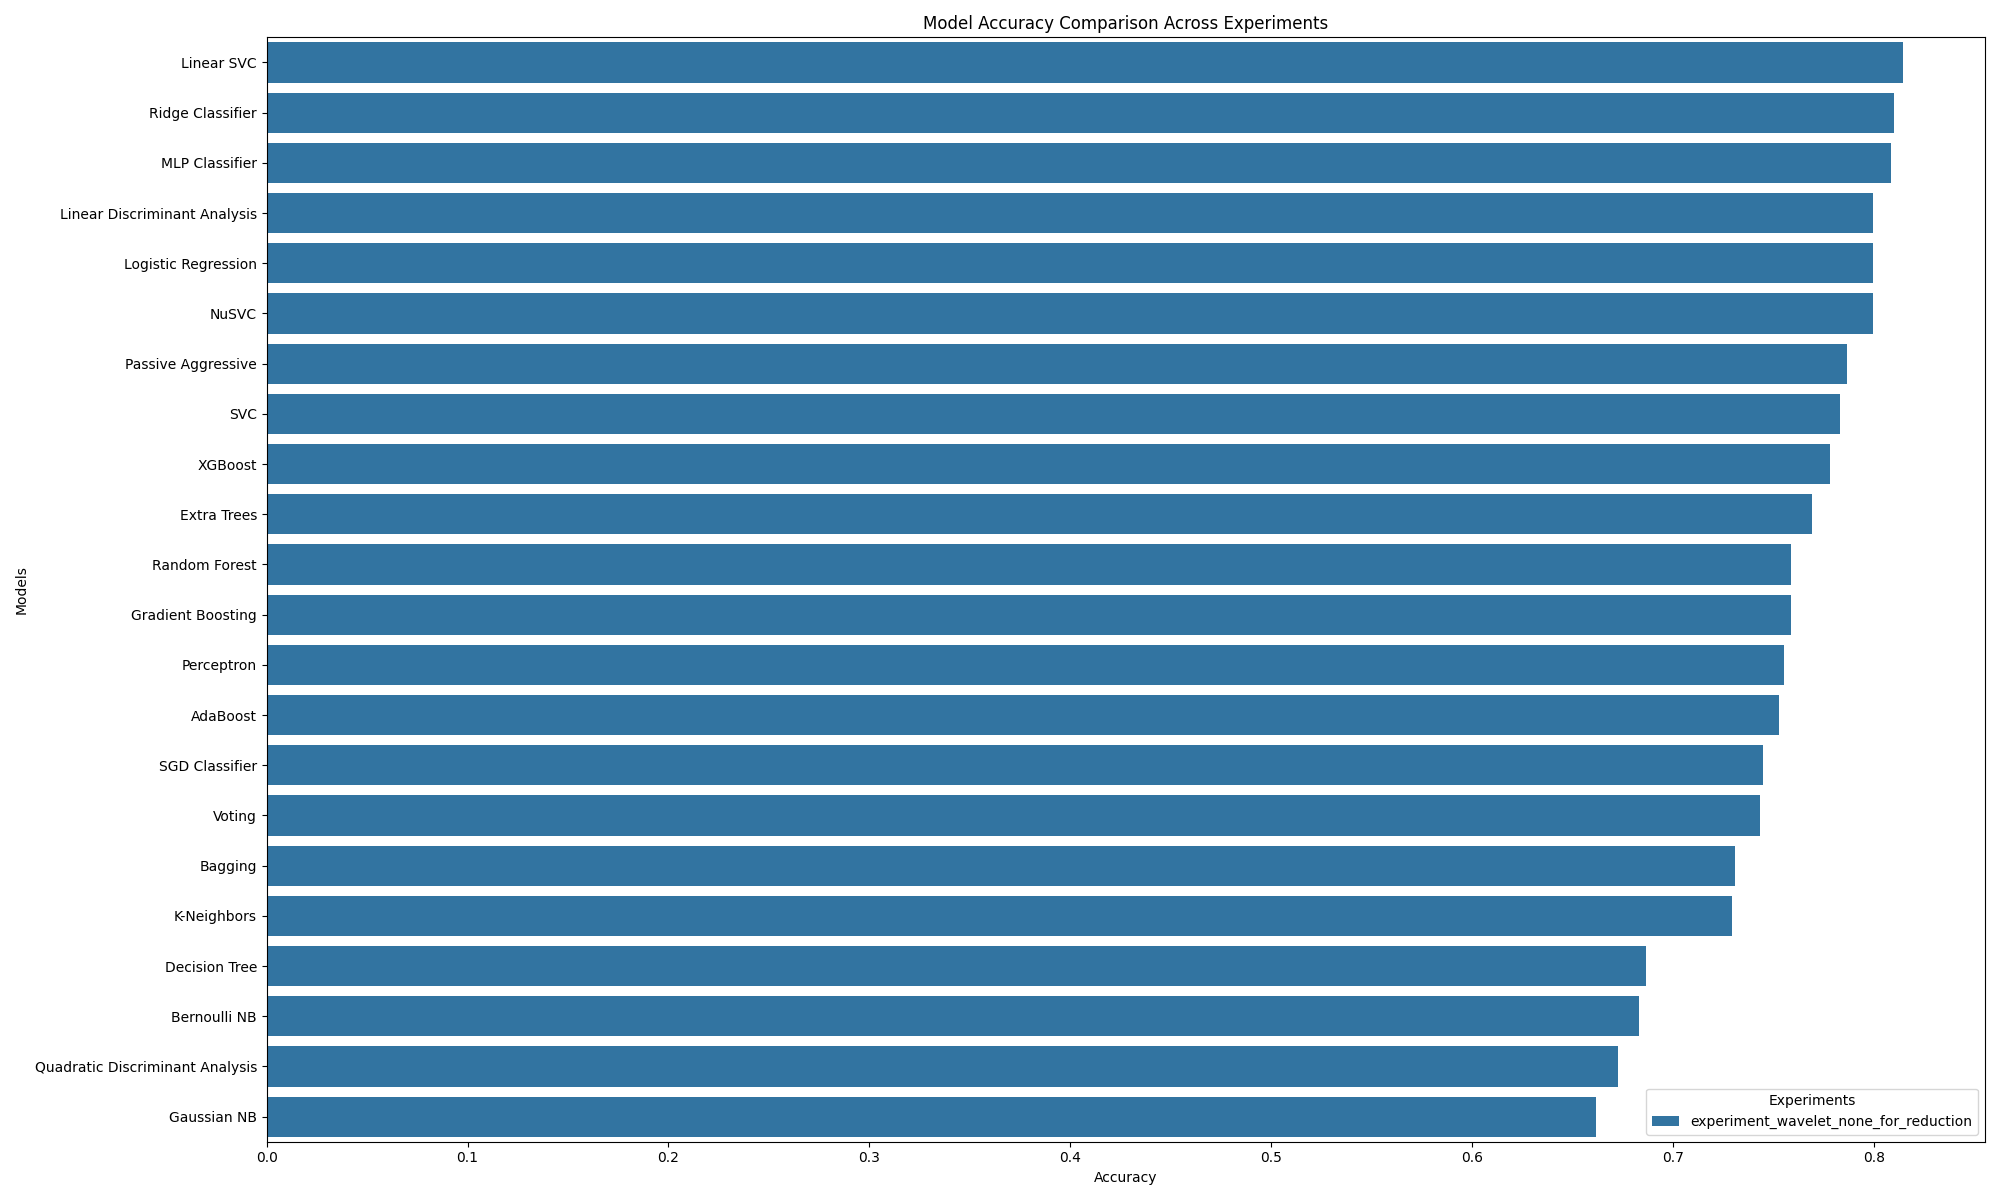 Model Accuracy Comparison Across Experiments
Linear SVC
Ridge Classifier
MLP Classifier
Linear Discriminant Analysis
Logistic Regression
NuSVC
Passive Aggressive
SVC
XGBoost
Extra Trees
Random Forest
Gradient Boosting
Perceptron
AdaBoost
SGD Classifier
Voting
Bagging
K-Neighbors
Decision Tree
Bernoulli NB
Quadratic Discriminant Analysis
Gaussian NB
Models
Experiments
experiment_wavelet_none_for_reduction
0.0 0.1 0.2 0.3 0.4 0.5 0.6 0.7 0.8
Accuracy